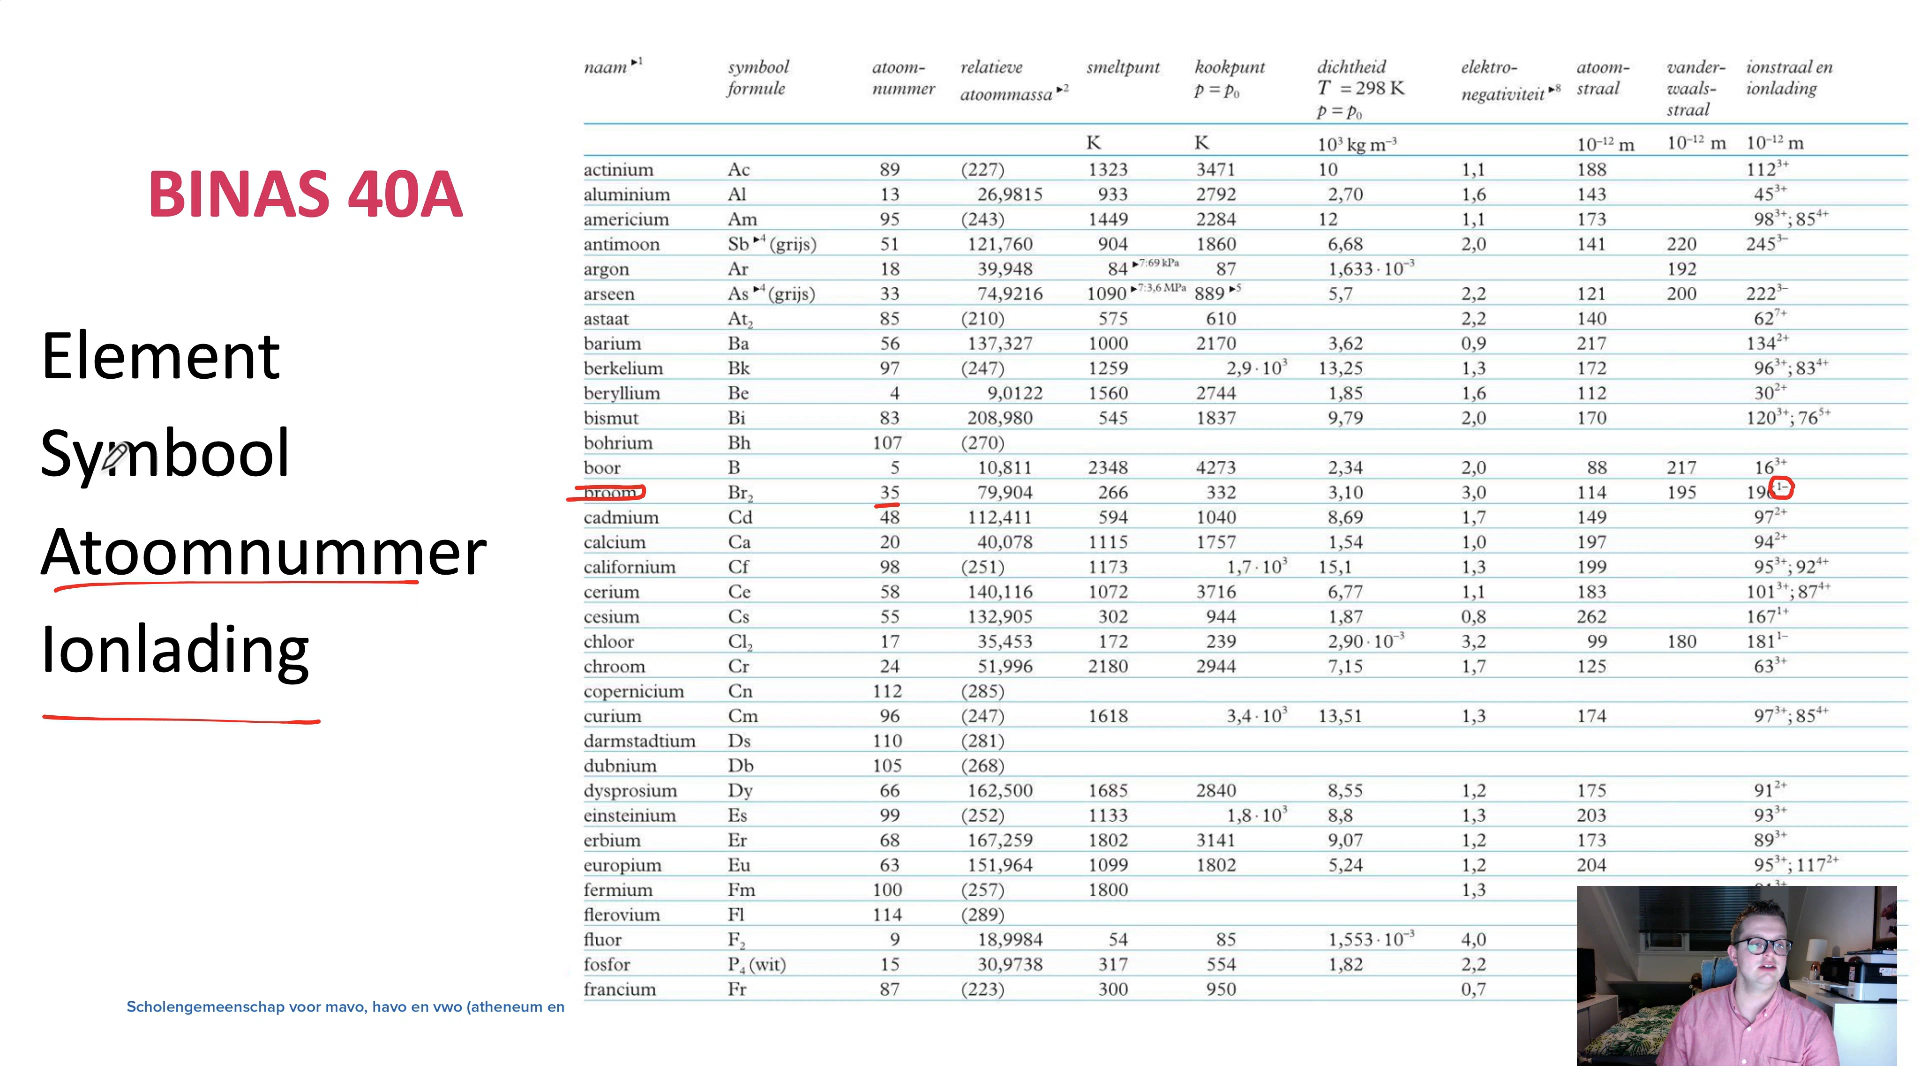 BINAS 40A
Element
Symbool
Atoomnummer
Ionlading
Scholengemeenschap voor mavo, havo en vwo (atheneum en
naam ▸1 symbool formule atoom-nummer relatieve atoommassa ▸2 smeltpunt kookpunt p = p₀ dichtheid T = 298 K p = p₀ elektro-negativiteit ▸8 atoom-straal vander-waals-straal ionstraal en ionlading
K K 10³ kg m⁻³ 10⁻¹² m 10⁻¹² m 10⁻¹² m
actinium Ac 89 (227) 1323 3471 10 1,1 188 112³⁺
aluminium Al 13 26,9815 933 2792 2,70 1,6 143 45³⁺
americium Am 95 (243) 1449 2284 12 1,1 173 98³⁺; 85⁴⁺
antimoon Sb ▸4 (grijs) 51 121,760 904 1860 6,68 2,0 141 220 245³⁻
argon Ar 18 39,948 84 ▸7:69 kPa 87 1,633 · 10⁻³ 192
arseen As ▸4 (grijs) 33 74,9216 1090 ▸7:3,6 MPa 889 ▸5 5,7 2,2 121 200 222³⁻
astaat At₂ 85 (210) 575 610 2,2 140 62⁷⁺
barium Ba 56 137,327 1000 2170 3,62 0,9 217 134²⁺
berkelium Bk 97 (247) 1259 2,9 · 10³ 13,25 1,3 172 96³⁺; 83⁴⁺
beryllium Be 4 9,0122 1560 2744 1,85 1,6 112 30²⁺
bismut Bi 83 208,980 545 1837 9,79 2,0 170 120³⁺; 76⁵⁺
bohrium Bh 107 (270)
boor B 5 10,811 2348 4273 2,34 2,0 88 217 16³⁺
broom Br₂ 35 79,904 266 332 3,10 3,0 114 195 196¹⁻
cadmium Cd 48 112,411 594 1040 8,69 1,7 149 97²⁺
calcium Ca 20 40,078 1115 1757 1,54 1,0 197 94²⁺
californium Cf 98 (251) 1173 1,7 · 10³ 15,1 1,3 199 95³⁺; 92⁴⁺
cerium Ce 58 140,116 1072 3716 6,77 1,1 183 101³⁺; 87⁴⁺
cesium Cs 55 132,905 302 944 1,87 0,8 262 167¹⁺
chloor Cl₂ 17 35,453 172 239 2,90 · 10⁻³ 3,2 99 180 181¹⁻
chroom Cr 24 51,996 2180 2944 7,15 1,7 125 63³⁺
copernicium Cn 112 (285)
curium Cm 96 (247) 1618 3,4 · 10³ 13,51 1,3 174 97³⁺; 85⁴⁺
darmstadtium Ds 110 (281)
dubnium Db 105 (268)
dysprosium Dy 66 162,500 1685 2840 8,55 1,2 175 91²⁺
einsteinium Es 99 (252) 1133 1,8 · 10³ 8,8 1,3 203 93³⁺
erbium Er 68 167,259 1802 3141 9,07 1,2 173 89³⁺
europium Eu 63 151,964 1099 1802 5,24 1,2 204 95³⁺; 117²⁺
fermium Fm 100 (257) 1800 1,3
flerovium Fl 114 (289)
fluor F₂ 9 18,9984 54 85 1,553 · 10⁻³ 4,0
fosfor P₄ (wit) 15 30,9738 317 554 1,82 2,2
francium Fr 87 (223) 300 950 0,7